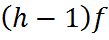 (h − 1)f